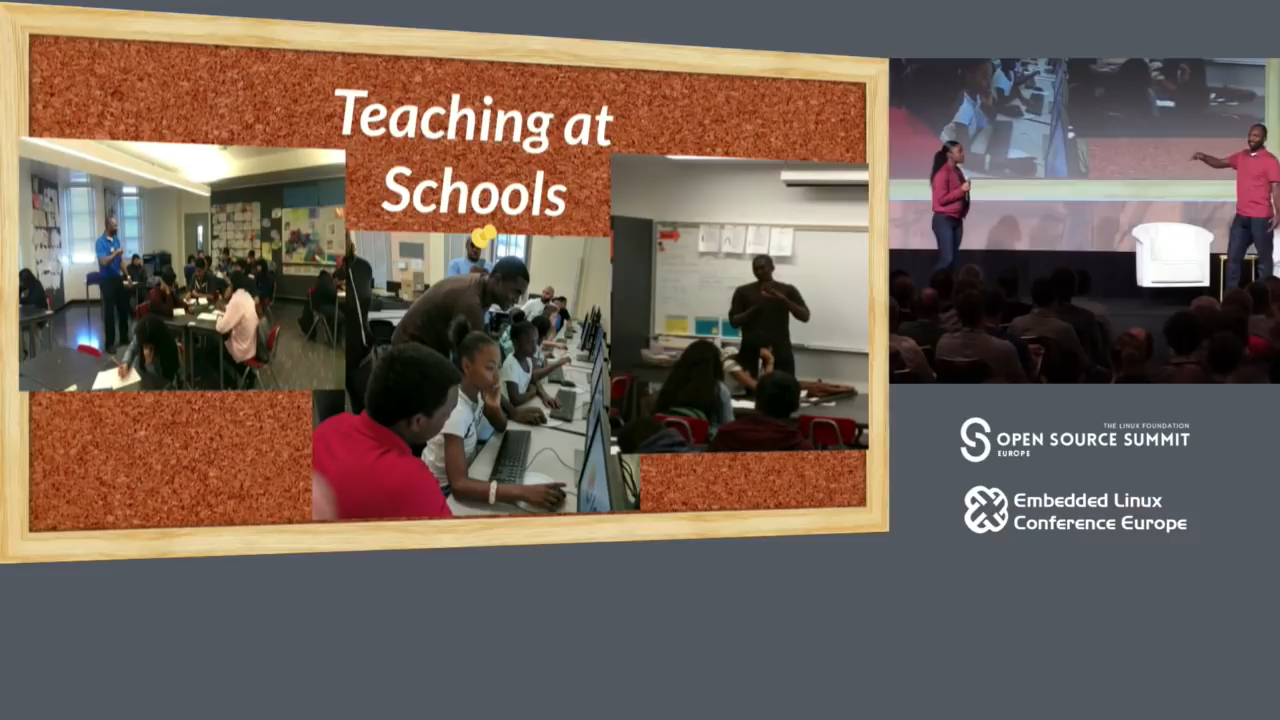 Teaching at
Schools
THE LINUX FOUNDATION
OPEN SOURCE SUMMIT
EUROPE
Embedded Linux
Conference Europe